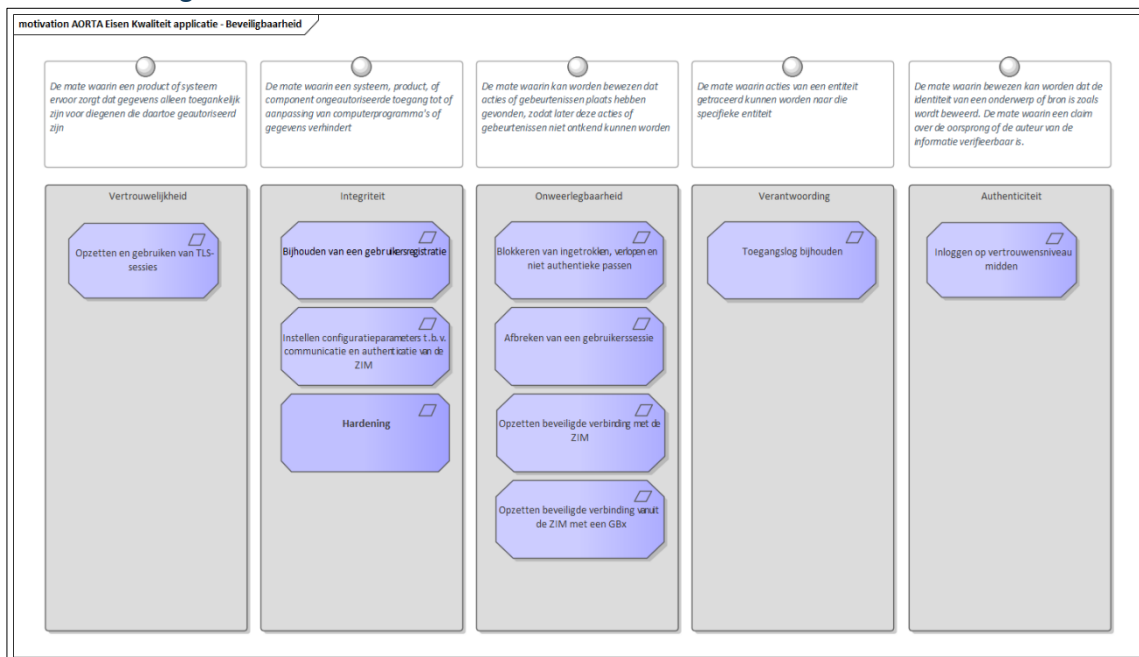 motivation AORTA Eisen Kwaliteit applicatie - Beveiligbaarheid
De mate waarin een product of systeem
ervoor zorgt dat gegevens alleen toegankelijk
zijn voor diegenen die daartoe geautoriseerd
zijn
De mate waarin een systeem, product, of
component ongeautoriseerde toegang tot of
aanpassing van computerprogramma's of
gegevens verhindert
De mate waarin kan worden bewezen dat
acties of gebeurtenissen plaats hebben
gevonden, zodat later deze acties of
gebeurtenissen niet ontkend kunnen worden
De mate waarin acties van een entiteit
getraceerd kunnen worden naar die
specifieke entiteit
De mate waarin bewezen kan worden dat de
identiteit van een onderwerp of bron is zoals
wordt beweerd. De mate waarin een claim
over de oorsprong of de auteur van de
informatie verifieerbaar is.
Vertrouwelijkheid
Opzetten en gebruiken van TLS-
sessies
Integriteit
Bijhouden van een gebruikersregistratie
Instellen configuratieparameters t.b.v.
communicatie en authenticatie van de
ZIM
Hardening
Onweerlegbaarheid
Blokkeren van ingetrokken, verlopen en
niet authentieke passen
Afbreken van een gebruikerssessie
Opzetten beveiligde verbinding met de
ZIM
Opzetten beveiligde verbinding vanuit
de ZIM met een GBx
Verantwoording
Toegangslog bijhouden
Authenticiteit
Inloggen op vertrouwensniveau
midden